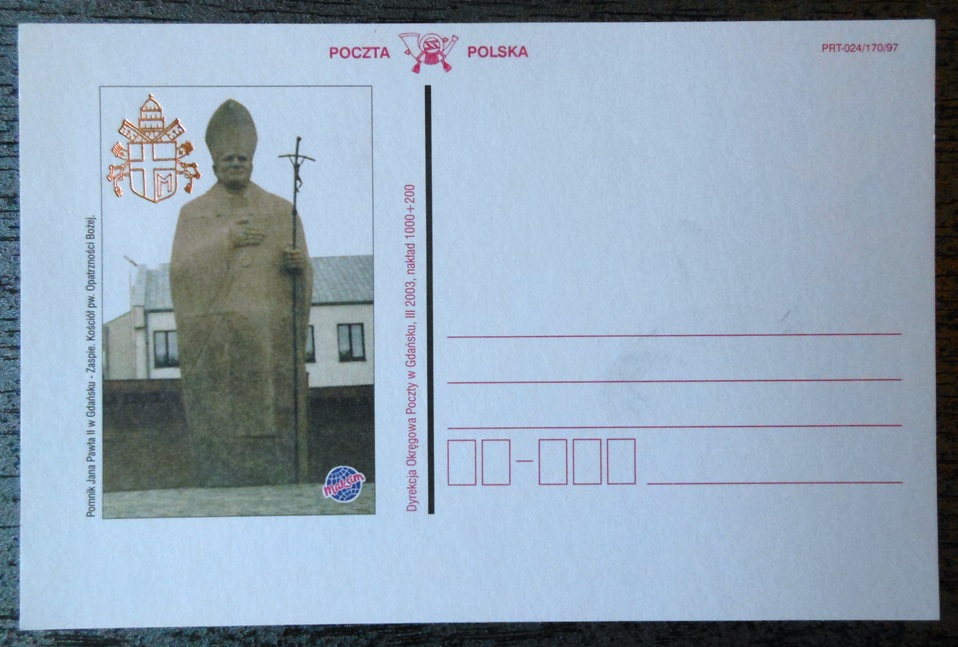 POCZTA POLSKA
PRT-024/170/97
Pomnik Jana Pawła II w Gdańsku - Zaspie. Kościół pw. Opatrzności Bożej.
M
maksim
Dyrekcja Okręgowa Poczty w Gdańsku, III 2003, nakład 1000+200